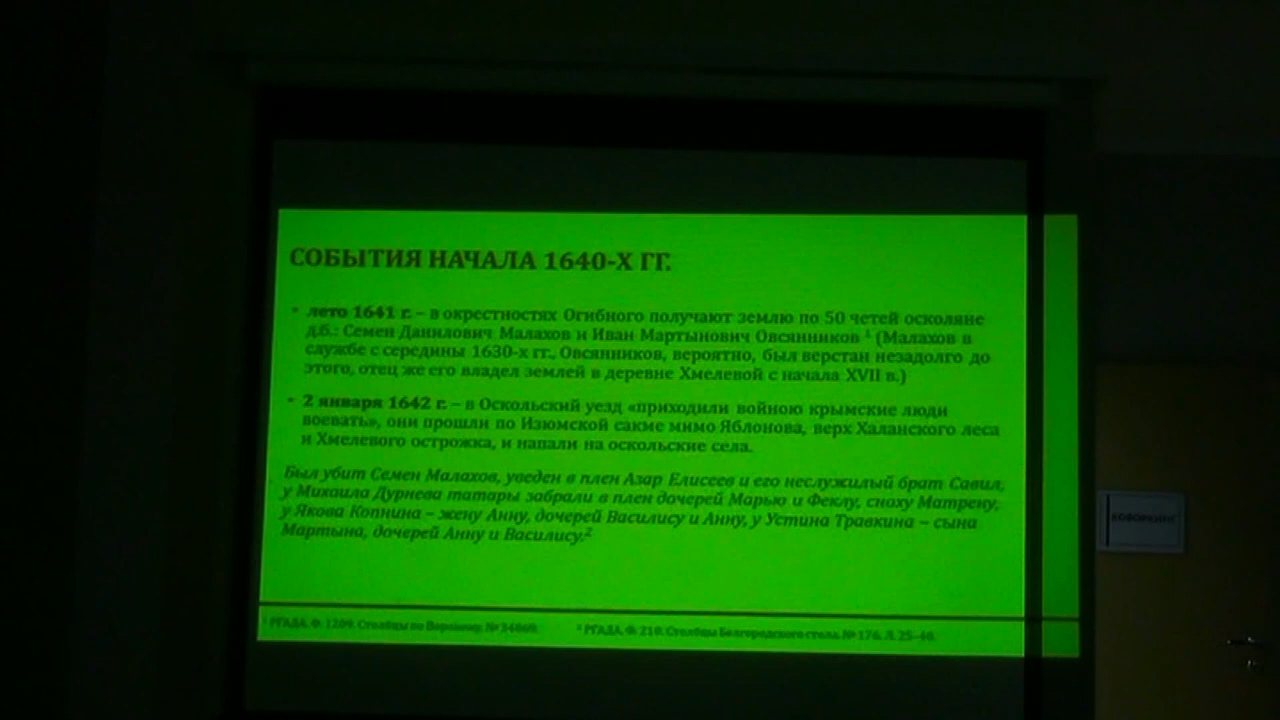 СОБЫТИЯ НАЧАЛА 1640-Х ГГ.
• лето 1641 г. – в окрестностях Огибного получают землю по 50 четей осколяне
д.б.: Семен Данилович Малахов и Иван Мартынович Овсянников ¹ (Малахов в
службе с середины 1630-х гг., Овсянников, вероятно, был верстан незадолго до
этого, отец же его владел землей в деревне Хмелевой с начала XVII в.)
• 2 января 1642 г. – в Оскольский уезд «приходили войною крымские люди
воевать», они прошли по Изюмской сакме мимо Яблонова, верх Халанского леса
и Хмелевого острожка, и напали на оскольские села.
Был убит Семен Малахов, уведен в плен Азар Елисеев и его неслужилый брат Савил,
у Михаила Дурнева татары забрали в плен дочерей Марью и Феклу, сноху Матрену,
у Якова Копнина – жену Анну, дочерей Василису и Анну, у Устина Травкина – сына
Мартына, дочерей Анну и Василису.²
¹ РГАДА. Ф. 1209. Столбцы по
² РГАДА. Ф. 210. Столбцы Белгородского стола. № 176. Л. 25–
КОВОРКИНГ